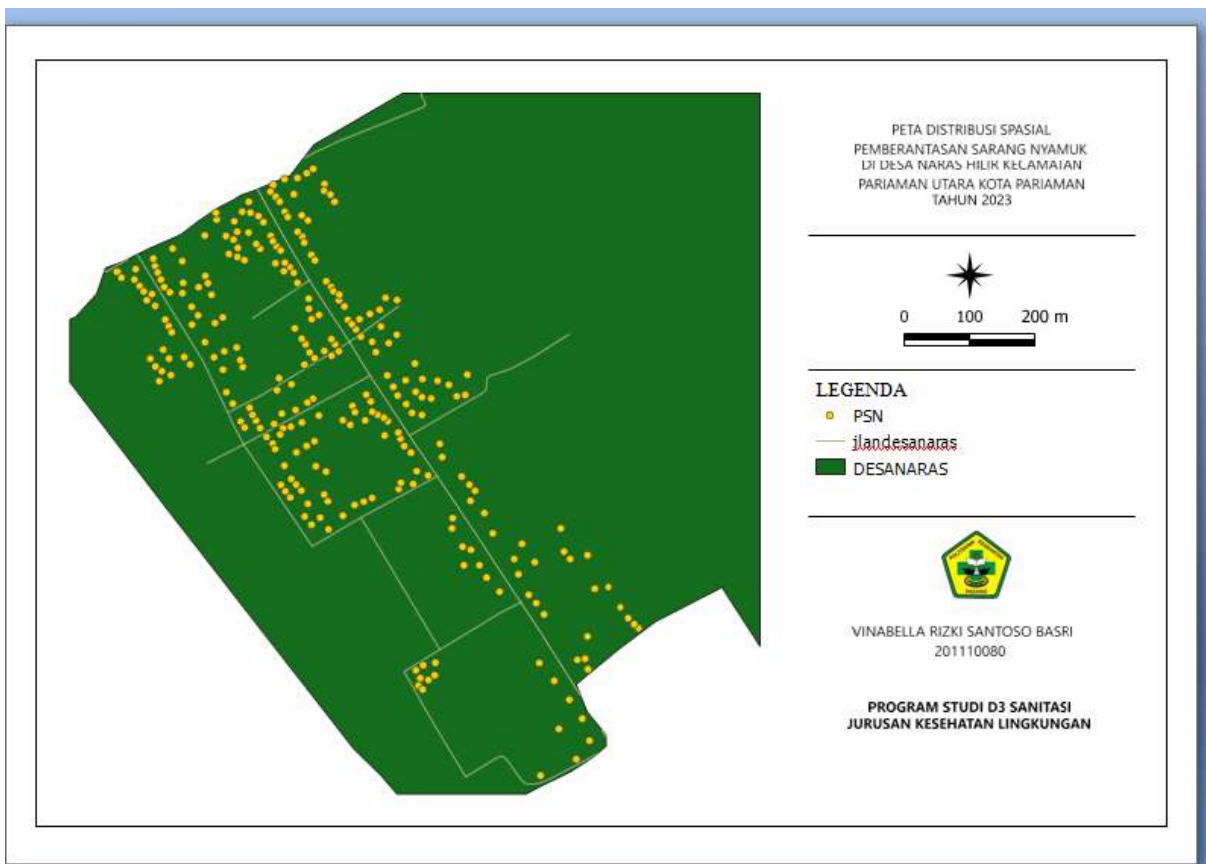 PETA DISTRIBUSI SPASIAL
PEMBERANTASAN SARANG NYAMUK
DI DESA NARAS HILIR KECAMATAN
PARIAMAN UTARA KOTA PARIAMAN
TAHUN 2023
0 100 200 m
LEGENDA
PSN
jlandesanaras
DESANARAS
VINABELLA RIZKI SANTOSO BASRI
201110080
PROGRAM STUDI D3 SANITASI
JURUSAN KESEHATAN LINGKUNGAN